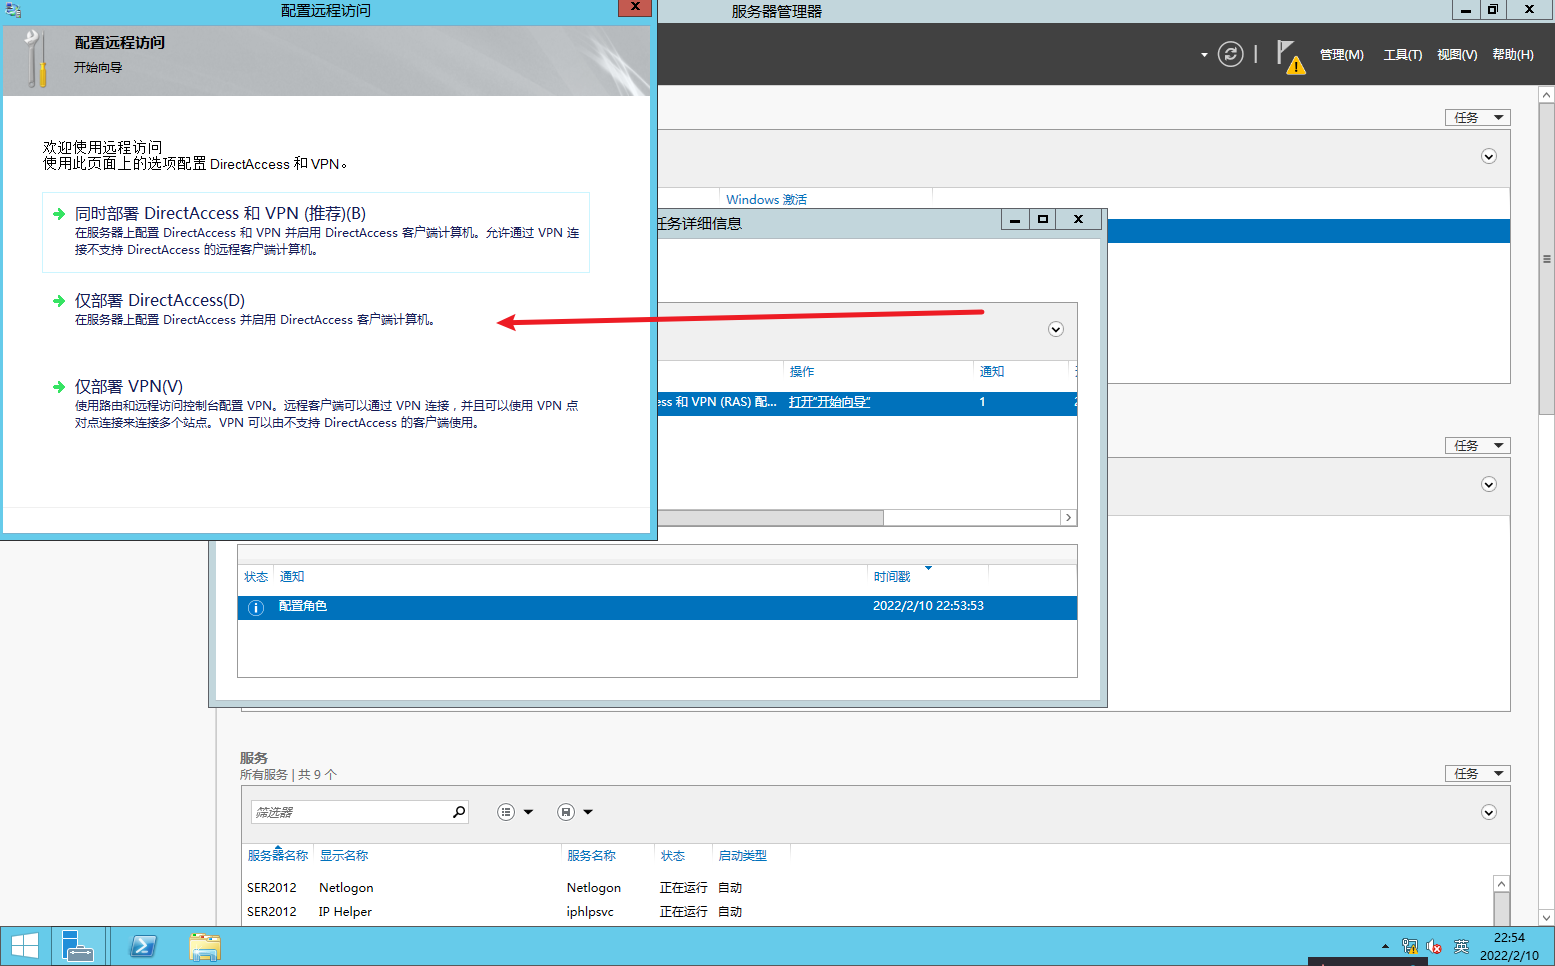 配置远程访问
服务器管理器
配置远程访问
开始向导
管理(M)
工具(T)
视图(V)
帮助(H)
欢迎使用远程访问
使用此页面上的选项配置 DirectAccess 和 VPN。
同时部署 DirectAccess 和 VPN (推荐)(B)
在服务器上配置 DirectAccess 和 VPN 并启用 DirectAccess 客户端计算机。允许通过 VPN 连
接不支持 DirectAccess 的远程客户端计算机。
仅部署 DirectAccess(D)
在服务器上配置 DirectAccess 并启用 DirectAccess 客户端计算机。
仅部署 VPN(V)
使用路由和远程访问控制台配置 VPN。远程客户端可以通过 VPN 连接，并且可以使用 VPN 点
对点连接来连接多个站点。VPN 可以由不支持 DirectAccess 的客户端使用。
任务
Windows 激活
任务详细信息
操作
通知
ess 和 VPN (RAS) 配...
打开“开始向导”
1
任务
状态
通知
时间戳
配置角色
2022/2/10 22:53:53
服务
所有服务 | 共 9 个
任务
筛选器
服务器名称
显示名称
服务名称
状态
启动类型
SER2012
Netlogon
Netlogon
正在运行
自动
SER2012
IP Helper
iphlpsvc
正在运行
自动
英
22:54
2022/2/10